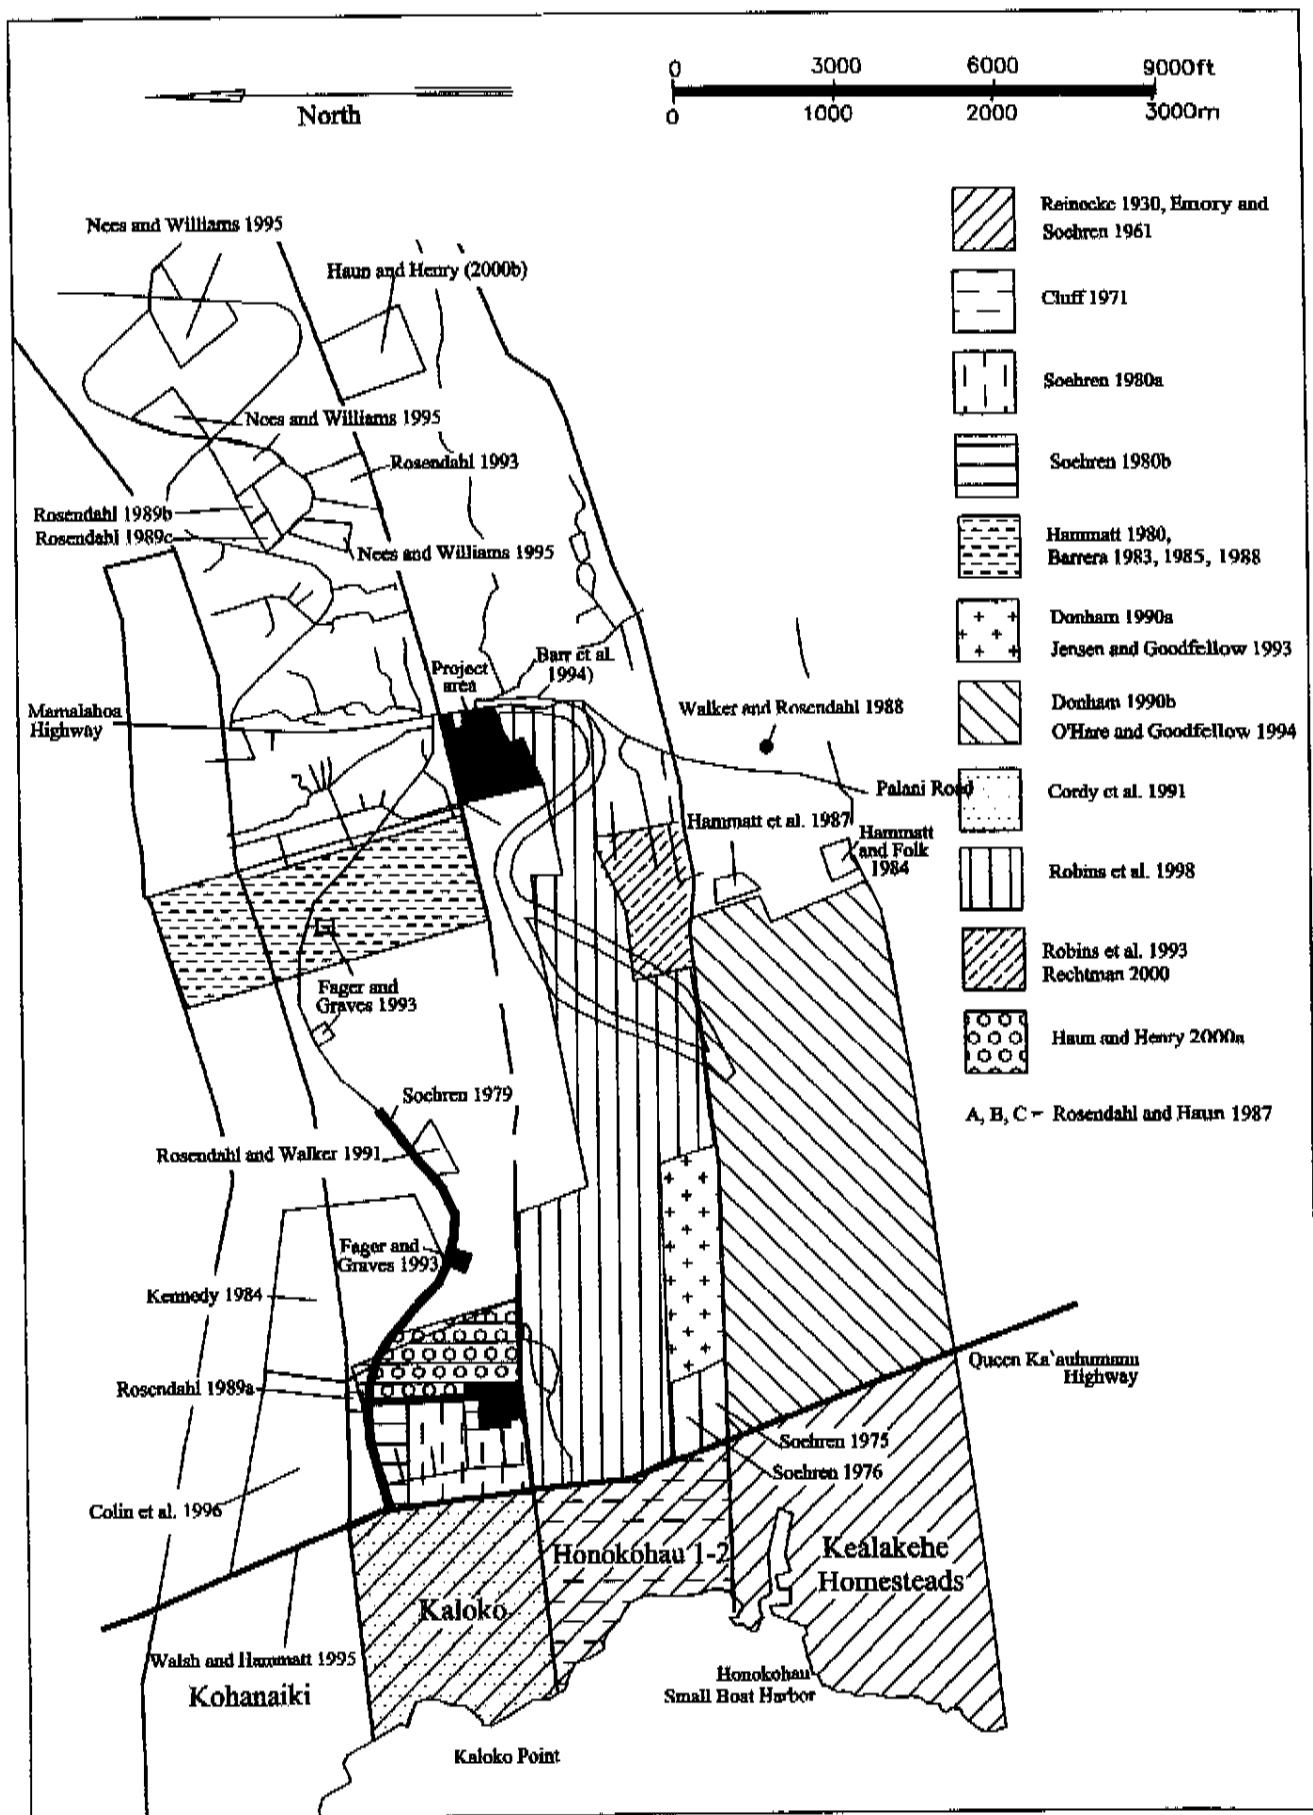 0 3000 6000 9000ft
0 1000 2000 3000m
North
Nees and Williams 1995
Haun and Henry (2000b)
Reinecke 1930, Emory and
Soehren 1961
Cluff 1971
Soehren 1980a
Soehren 1980b
Hammatt 1980,
Barrera 1983, 1985, 1988
Donham 1990a
Jensen and Goodfellow 1993
Donham 1990b
O'Hare and Goodfellow 1994
Cordy et al. 1991
Robins et al. 1998
Robins et al. 1993
Rechtman 2000
Haun and Henry 2000a
A, B, C - Rosendahl and Haun 1987
Nees and Williams 1995
Rosendahl 1993
Rosendahl 1989b
Rosendahl 1989c
Nees and Williams 1995
Project
area
Barr et al.
1994)
Mamalahoa
Highway
Walker and Rosendahl 1988
Palani Road
Hammatt et al. 1987
Hammatt
and Folk
1984
Fager and
Graves 1993
Soehren 1979
Rosendahl and Walker 1991
Fager and
Graves 1993
Kennedy 1984
Rosendahl 1989a
Queen Ka`auhumanu
Highway
Soehren 1975
Soehren 1976
Colin et al. 1996
Honokohau 1-2
Kealakehe
Homesteads
Kaloko
Walsh and Hammatt 1995
Kohanaiki
Honokohau
Small Boat Harbor
Kaloko Point